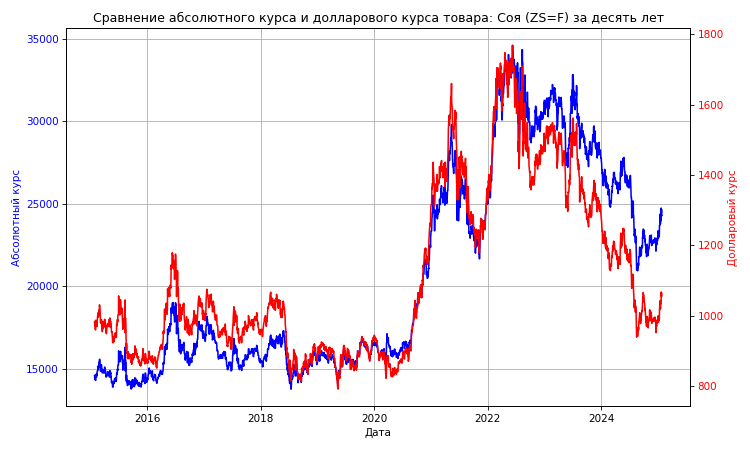 Сравнение абсолютного курса и долларового курса товара: Соя (ZS=F) за десять лет
35000
30000
25000
20000
15000
Абсолютный курс
1800
1600
1400
1200
1000
800
Долларовый курс
2016 2018 2020 2022 2024
Дата